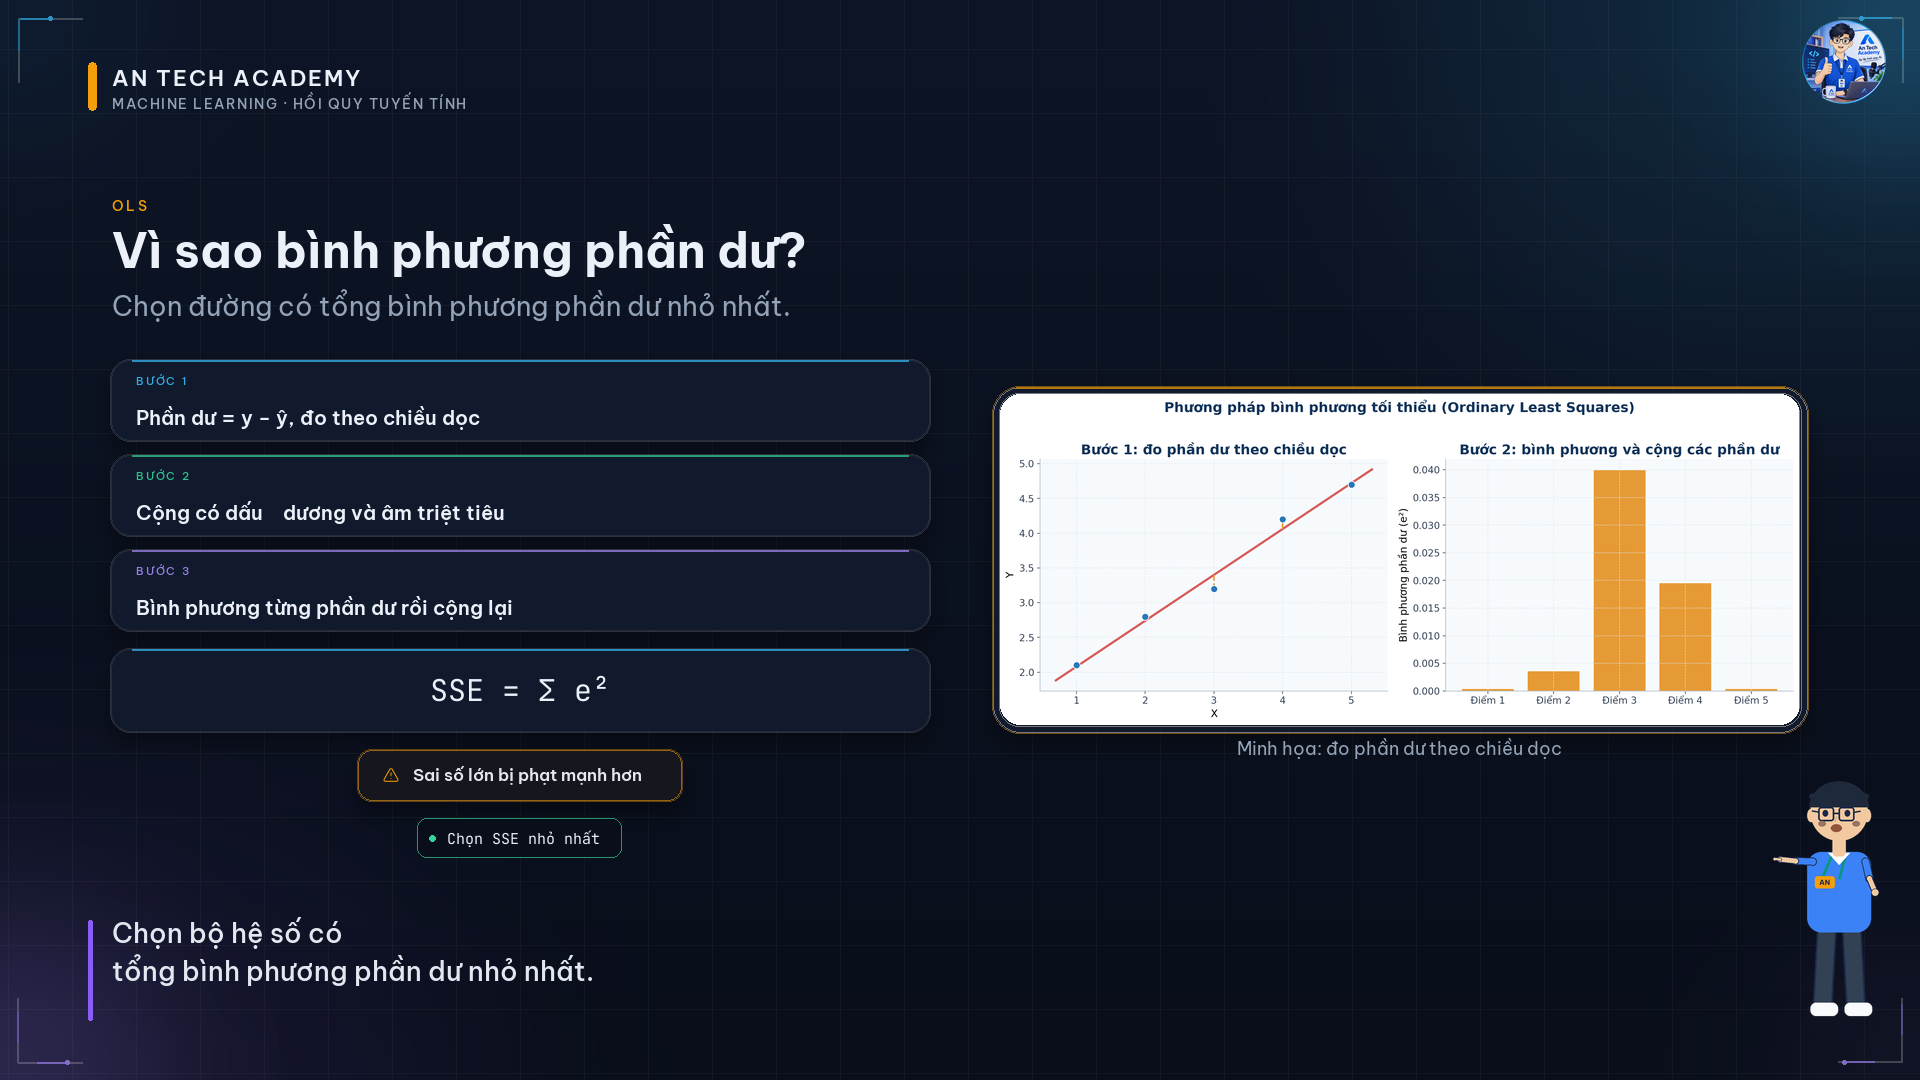 AN TECH ACADEMY
MACHINE LEARNING · HỒI QUY TUYẾN TÍNH
An Tech
Academy
OLS
Vì sao bình phương phần dư?
Chọn đường có tổng bình phương phần dư nhỏ nhất.
BƯỚC 1
Phần dư = y − ŷ, đo theo chiều dọc
BƯỚC 2
Cộng có dấu dương và âm triệt tiêu
BƯỚC 3
Bình phương từng phần dư rồi cộng lại
SSE = Σ e²
Sai số lớn bị phạt mạnh hơn
Chọn SSE nhỏ nhất
Phương pháp bình phương tối thiểu (Ordinary Least Squares)
Bước 1: đo phần dư theo chiều dọc
5.0
4.5
4.0
3.5
3.0
2.5
2.0
Y
1 2 3 4 5
X
Bước 2: bình phương và cộng các phần dư
0.040
0.035
0.030
0.025
0.020
0.015
0.010
0.005
0.000
Bình phương phần dư (e²)
Điểm 1 Điểm 2 Điểm 3 Điểm 4 Điểm 5
Minh họa: đo phần dư theo chiều dọc
AN
Chọn bộ hệ số có
tổng bình phương phần dư nhỏ nhất.